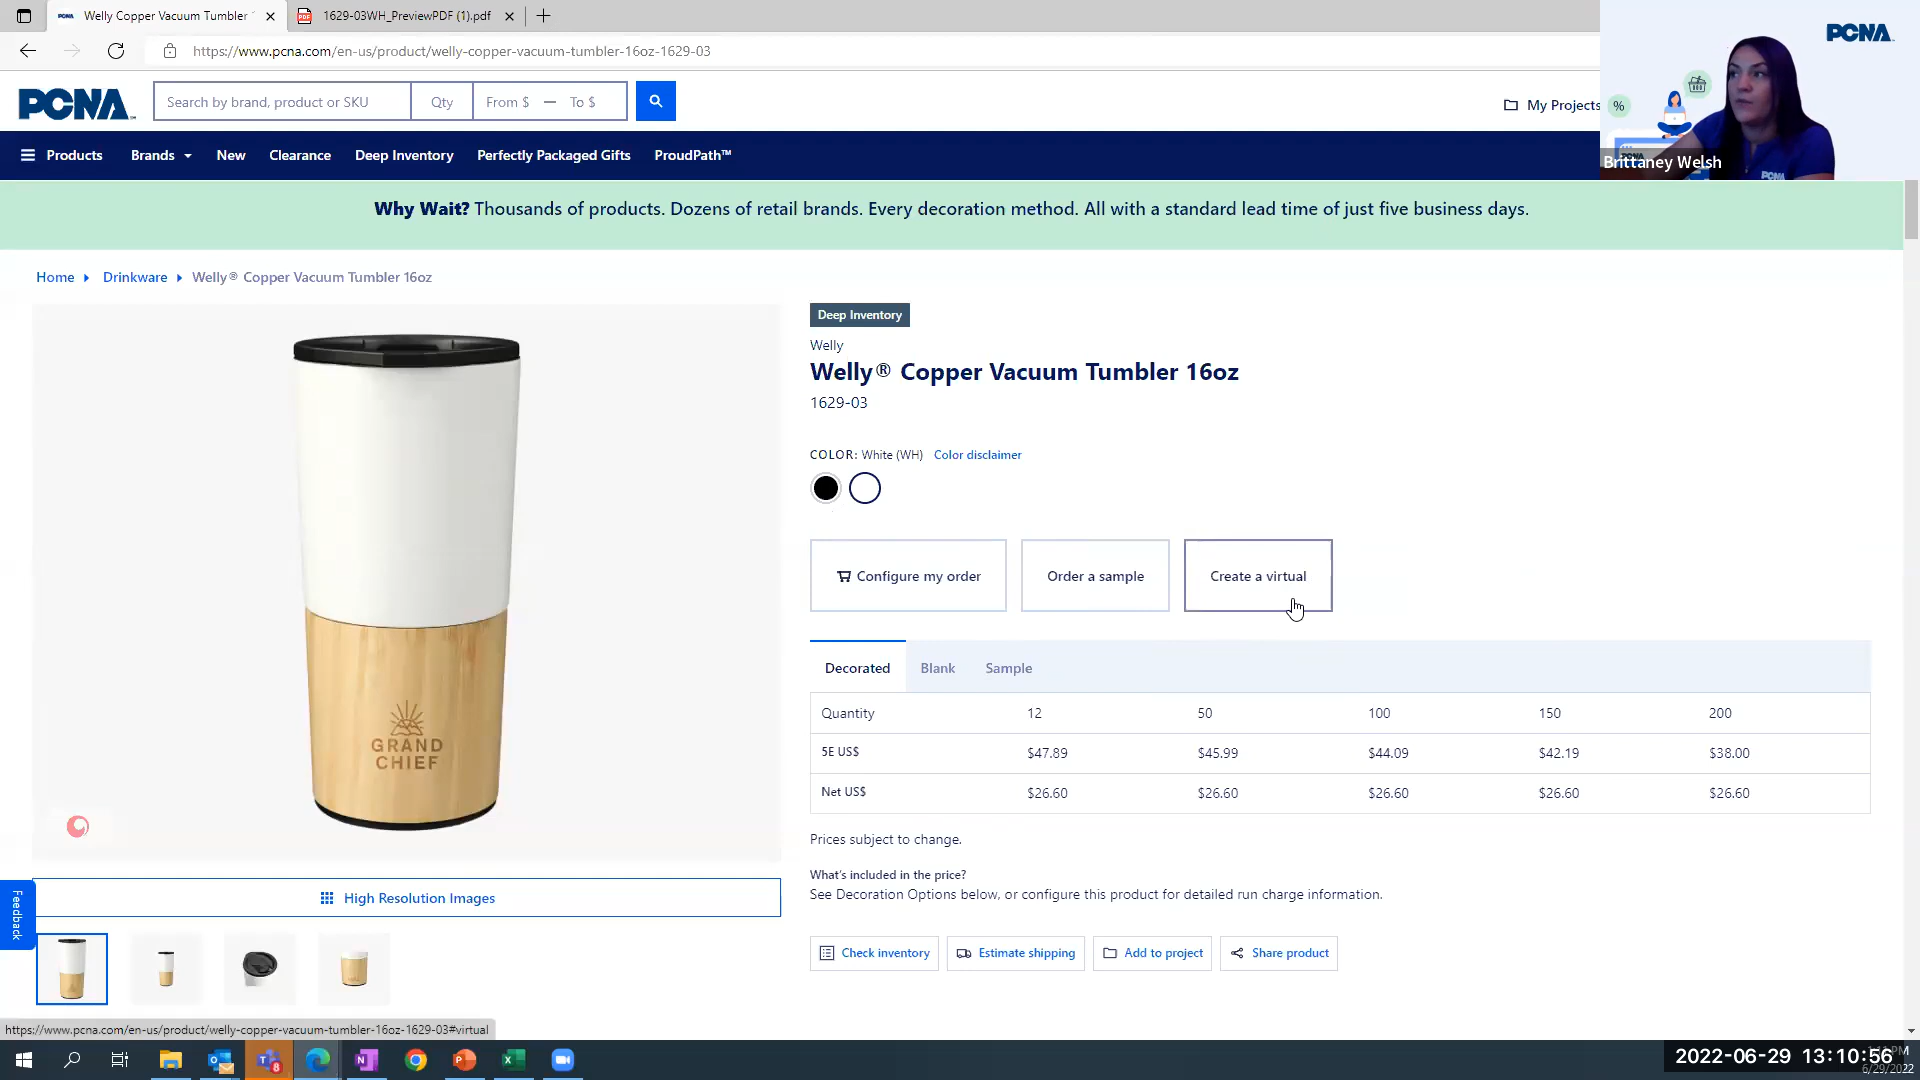 Welly Copper Vacuum Tumbler
1629-03WH_PreviewPDF (1).pdf
https://www.pcna.com/en-us/product/welly-copper-vacuum-tumbler-16oz-1629-03
PCNA
Brittaney Welsh
PCNA
Search by brand, product or SKU
Qty
From $ — To $
My Projects
Products
Brands
New
Clearance
Deep Inventory
Perfectly Packaged Gifts
ProudPath™
Why Wait? Thousands of products. Dozens of retail brands. Every decoration method. All with a standard lead time of just five business days.
Home
Drinkware
Welly® Copper Vacuum Tumbler 16oz
Deep Inventory
Welly
Welly® Copper Vacuum Tumbler 16oz
1629-03
COLOR: White (WH) Color disclaimer
Configure my order
Order a sample
Create a virtual
GRAND
CHIEF
Decorated Blank Sample
Quantity 12 50 100 150 200
5E US$ $47.89 $45.99 $44.09 $42.19 $38.00
Net US$ $26.60 $26.60 $26.60 $26.60 $26.60
Prices subject to change.
What's included in the price?
See Decoration Options below, or configure this product for detailed run charge information.
High Resolution Images
Feedback
Check inventory
Estimate shipping
Add to project
Share product
https://www.pcna.com/en-us/product/welly-copper-vacuum-tumbler-16oz-1629-03#virtual
2022-06-29 13:10:56
6/29/2022